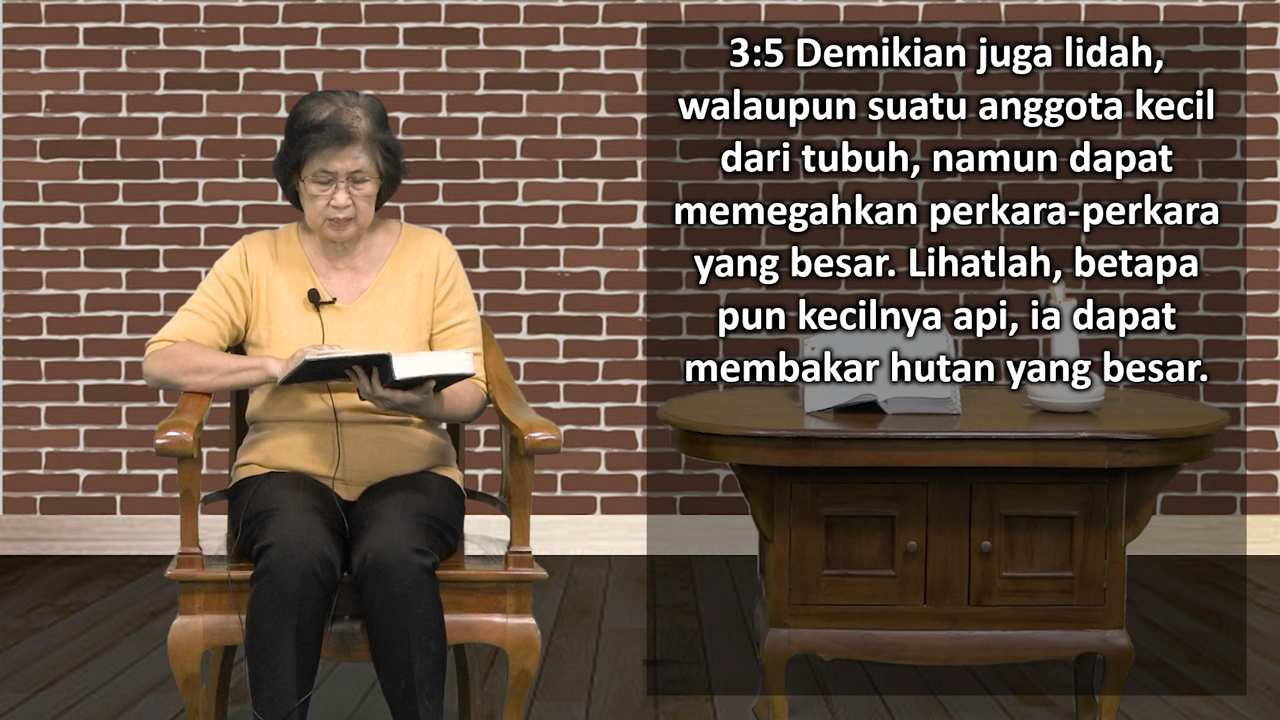 3:5 Demikian juga lidah,
walaupun suatu anggota kecil
dari tubuh, namun dapat
memegahkan perkara-perkara
yang besar. Lihatlah, betapa
pun kecilnya api, ia dapat
membakar hutan yang besar.